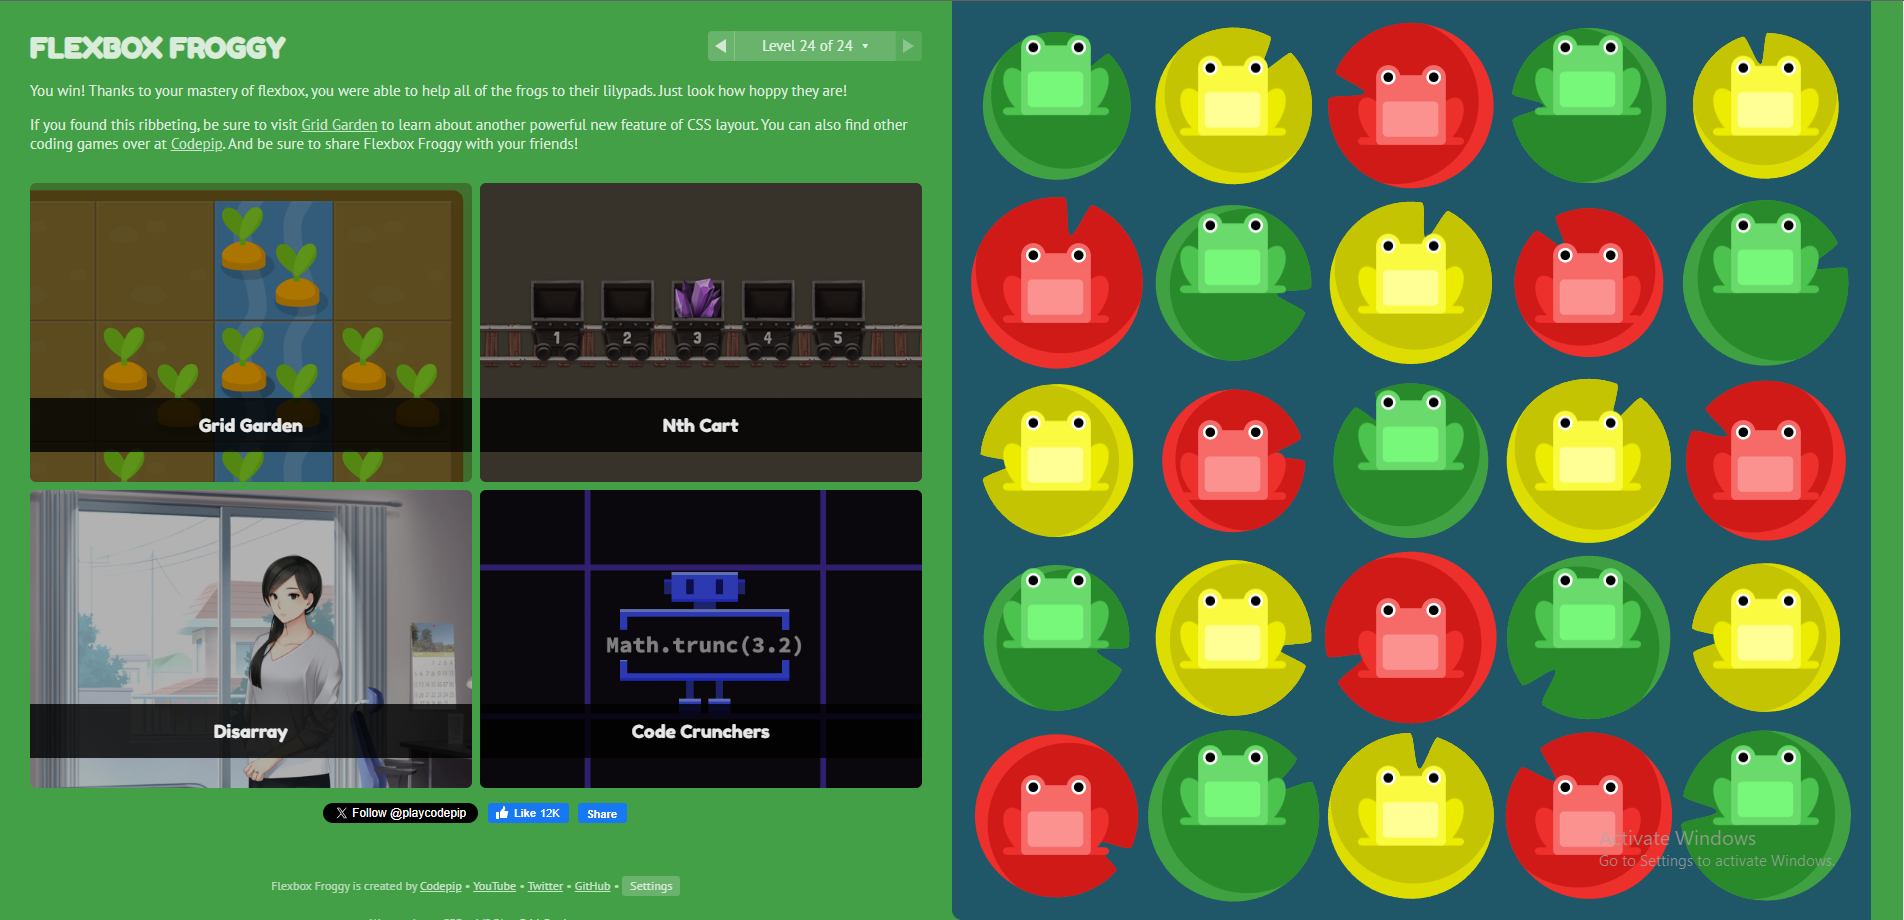 FLEXBOX FROGGY
Level 24 of 24
You win! Thanks to your mastery of flexbox, you were able to help all of the frogs to their lilypads. Just look how hoppy they are!
If you found this ribbeting, be sure to visit Grid Garden to learn about another powerful new feature of CSS layout. You can also find other
coding games over at Codepip. And be sure to share Flexbox Froggy with your friends!
1 2 3 4 5
Grid Garden
Nth Cart
Math.trunc(3.2)
Disarray
Code Crunchers
Follow @playcodepip
Like 12K
Share
Flexbox Froggy is created by Codepip • YouTube • Twitter • GitHub • Settings
Activate Windows
Go to Settings to activate Windows.